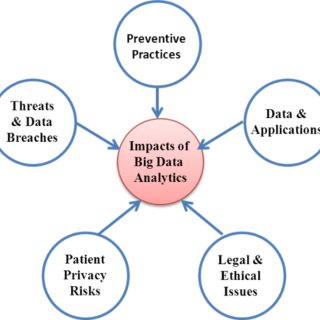 Preventive
Practices
Threats
& Data
Breaches
Data &
Applications
Impacts of
Big Data
Analytics
Patient
Privacy
Risks
Legal &
Ethical
Issues